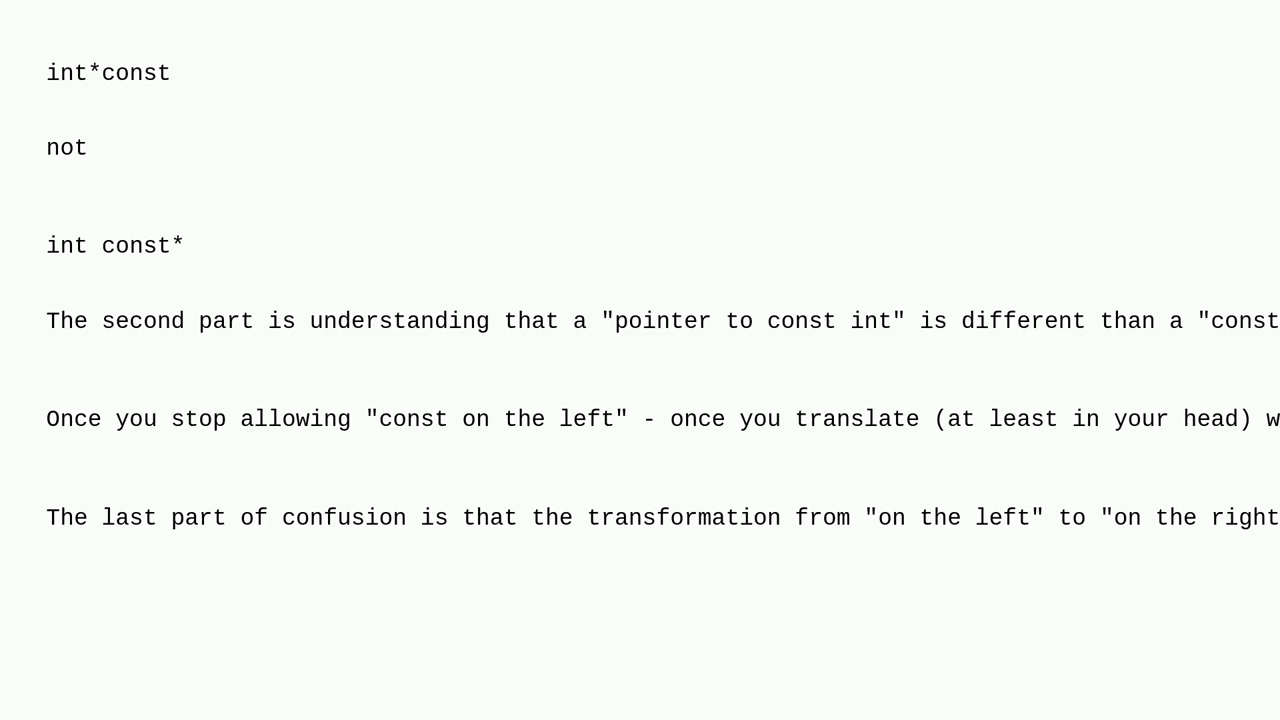 int*const
not
int const*
The second part is understanding that a "pointer to const int" is different than a "const
Once you stop allowing "const on the left" - once you translate (at least in your head) w
The last part of confusion is that the transformation from "on the left" to "on the right